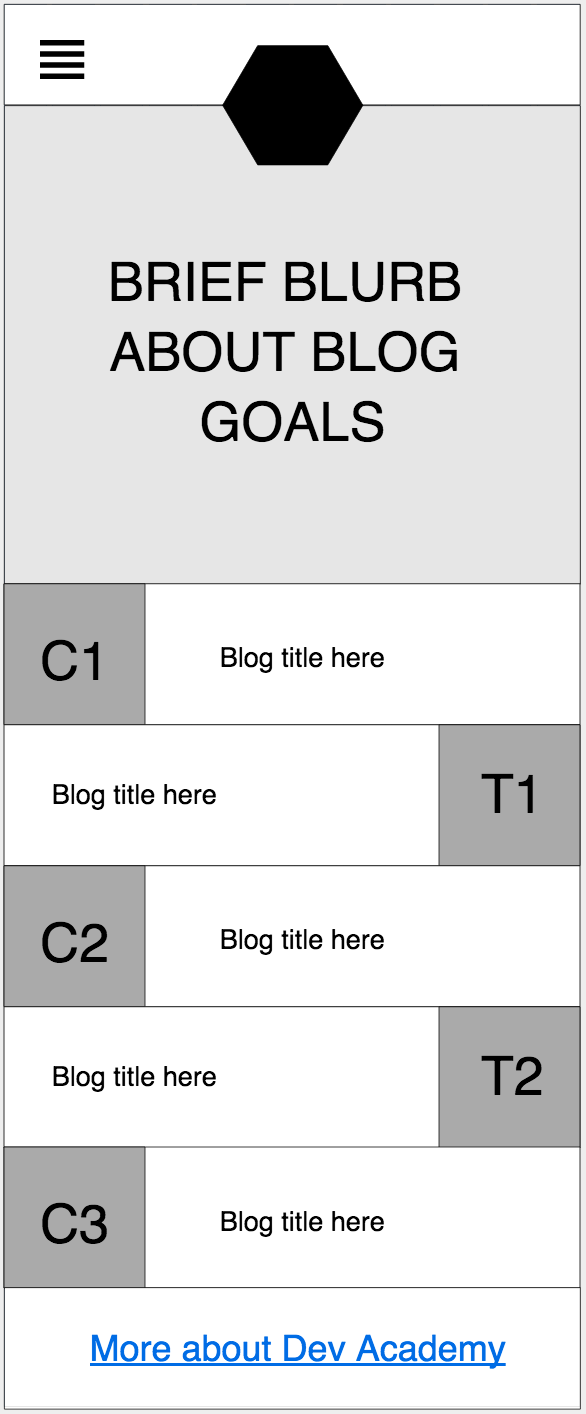 BRIEF BLURB
ABOUT BLOG
GOALS
C1
Blog title here
Blog title here
T1
C2
Blog title here
Blog title here
T2
C3
Blog title here
More about Dev Academy